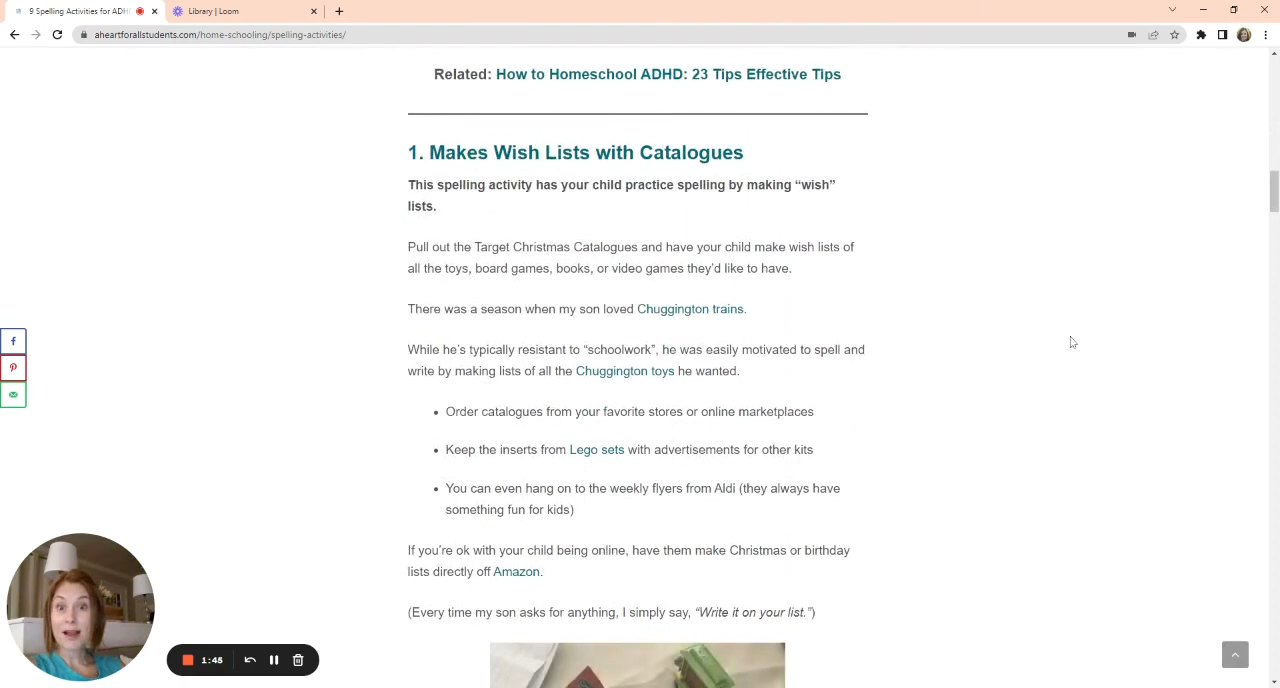 9 Spelling Activities for ADH
Library | Loom
aheartforallstudents.com/home-schooling/spelling-activities/
Related: How to Homeschool ADHD: 23 Tips Effective Tips
1. Makes Wish Lists with Catalogues
This spelling activity has your child practice spelling by making “wish”
lists.
Pull out the Target Christmas Catalogues and have your child make wish lists of
all the toys, board games, books, or video games they’d like to have.
There was a season when my son loved Chuggington trains.
While he’s typically resistant to “schoolwork”, he was easily motivated to spell and
write by making lists of all the Chuggington toys he wanted.
• Order catalogues from your favorite stores or online marketplaces
• Keep the inserts from Lego sets with advertisements for other kits
• You can even hang on to the weekly flyers from Aldi (they always have
something fun for kids)
If you’re ok with your child being online, have them make Christmas or birthday
lists directly off Amazon.
(Every time my son asks for anything, I simply say, “Write it on your list.”)
1:45